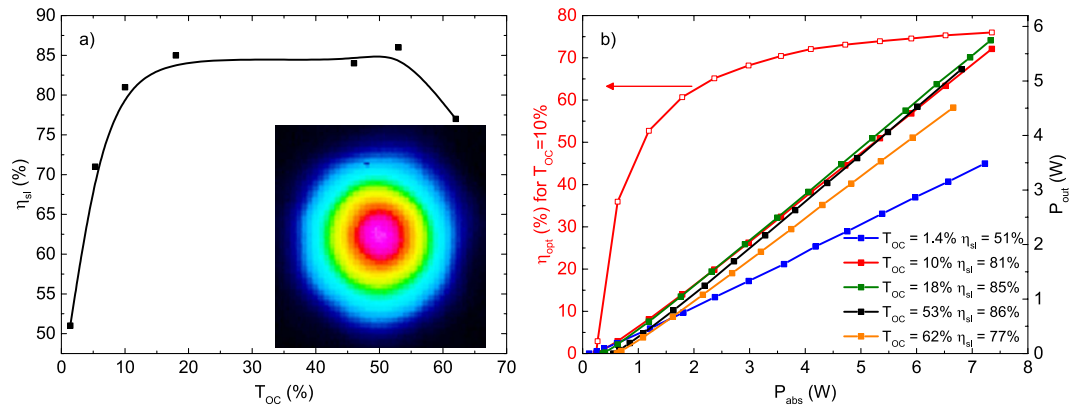 a)
90
85
80
75
70
65
60
55
50
η_sl (%)
0 10 20 30 40 50 60 70
T_OC (%)
b)
80
70
60
50
40
30
20
10
0
η_opt (%) for T_OC=10%
6
5
4
3
2
1
0
P_out (W)
T_OC = 1.4% η_sl = 51%
T_OC = 10% η_sl = 81%
T_OC = 18% η_sl = 85%
T_OC = 53% η_sl = 86%
T_OC = 62% η_sl = 77%
0 1 2 3 4 5 6 7 8
P_abs (W)